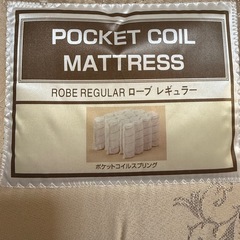 POCKET COIL
MATTRESS
ROBE REGULAR ローブ レギュラー
ポケットコイルスプリング